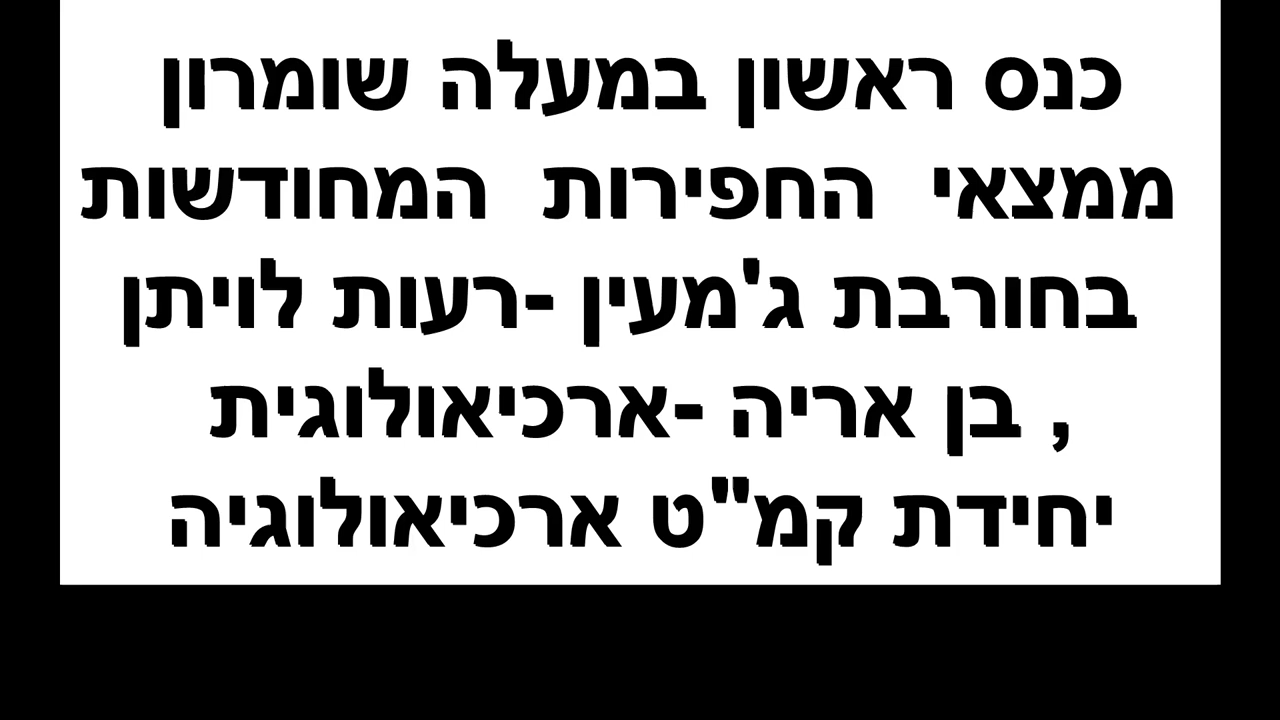 כנס ראשון במעלה שומרון
ממצאי החפירות המחודשות
בחורבת ג'מעין -רעות לויתן
, בן אריה -ארכיאולוגית
יחידת קמ"ט ארכיאולוגיה